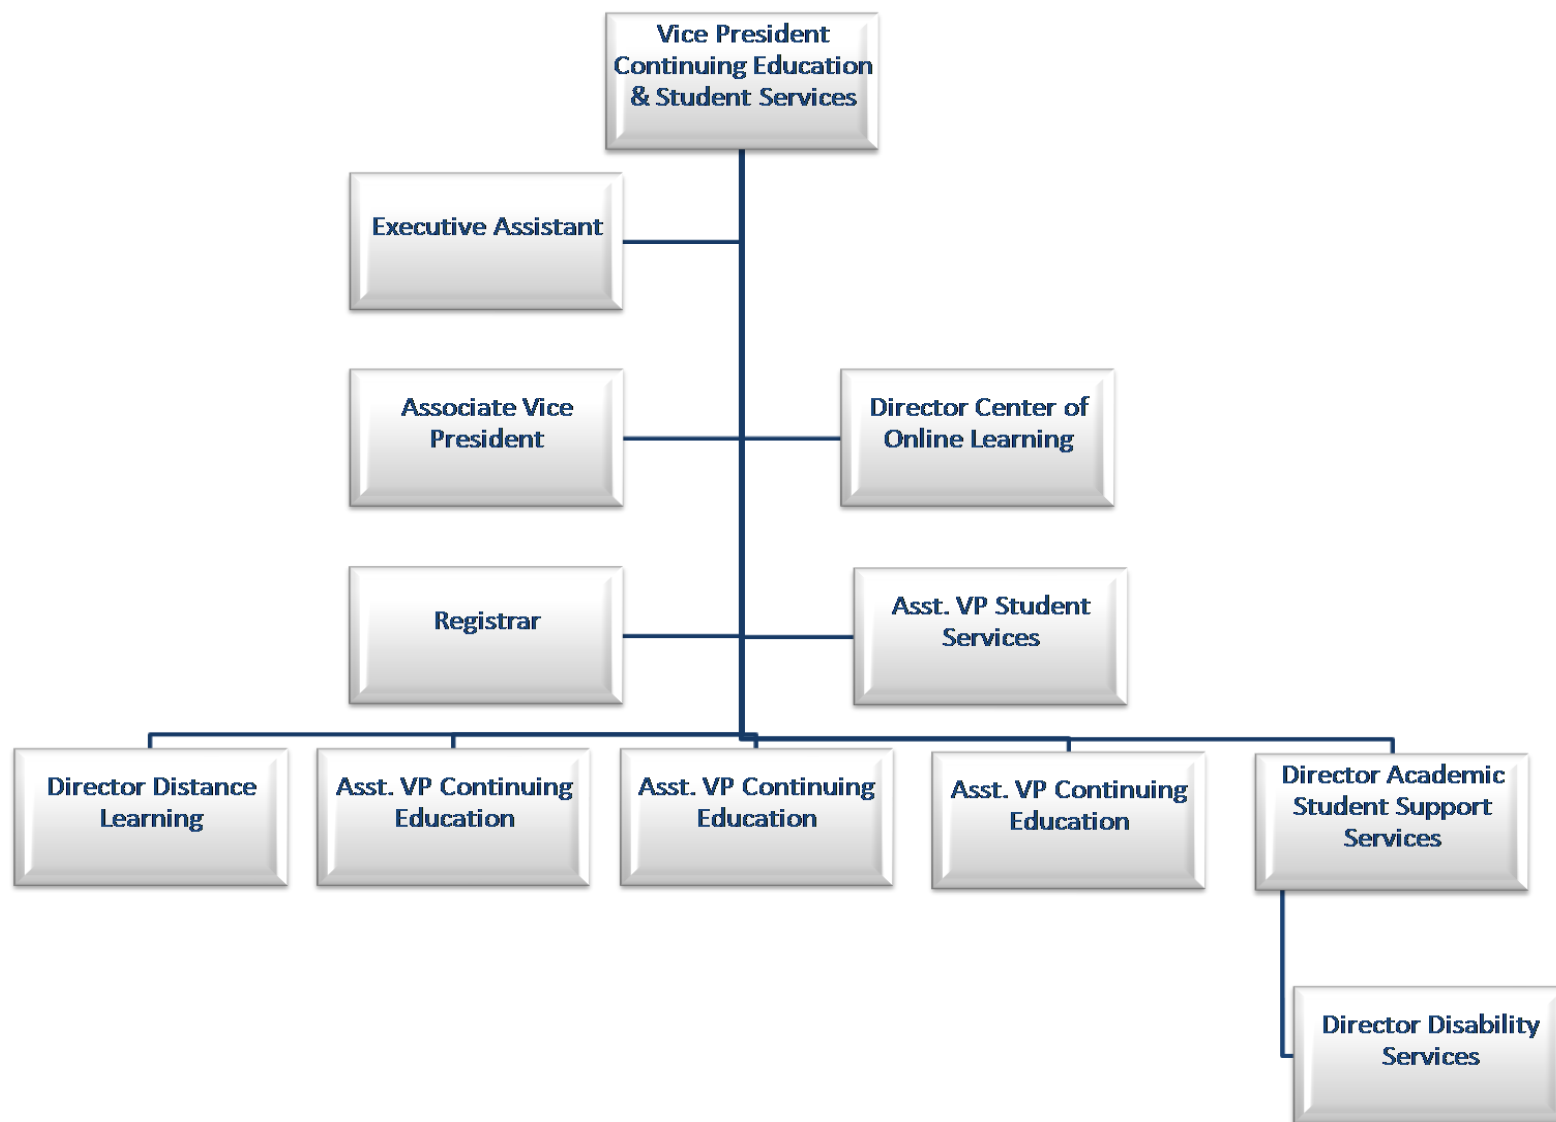 Vice President
Continuing Education
& Student Services
Executive Assistant
Associate Vice
President
Director Center of
Online Learning
Registrar
Asst. VP Student
Services
Director Distance
Learning
Asst. VP Continuing
Education
Asst. VP Continuing
Education
Asst. VP Continuing
Education
Director Academic
Student Support
Services
Director Disability
Services